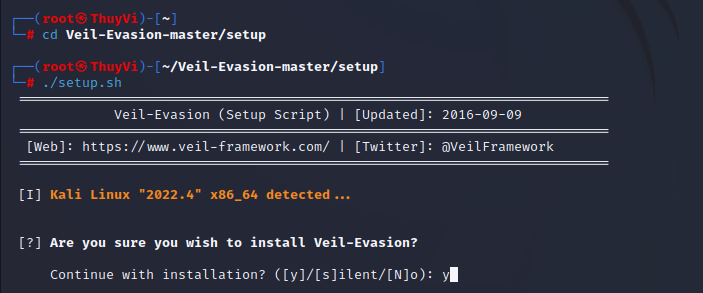 ┌──(root㉿ThuyVi)-[~]
└─# cd Veil-Evasion-master/setup
┌──(root㉿ThuyVi)-[~/Veil-Evasion-master/setup]
└─# ./setup.sh
Veil-Evasion (Setup Script) | [Updated]: 2016-09-09
[Web]: https://www.veil-framework.com/ | [Twitter]: @VeilFramework
[I] Kali Linux "2022.4" x86_64 detected...
[?] Are you sure you wish to install Veil-Evasion?
Continue with installation? ([y]/[s]ilent/[N]o): y